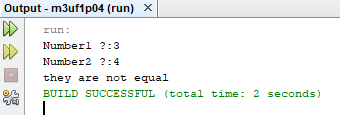 Output - m3uf1p04 (run)
run:
Number1 ?:3
Number2 ?:4
they are not equal
BUILD SUCCESSFUL (total time: 2 seconds)